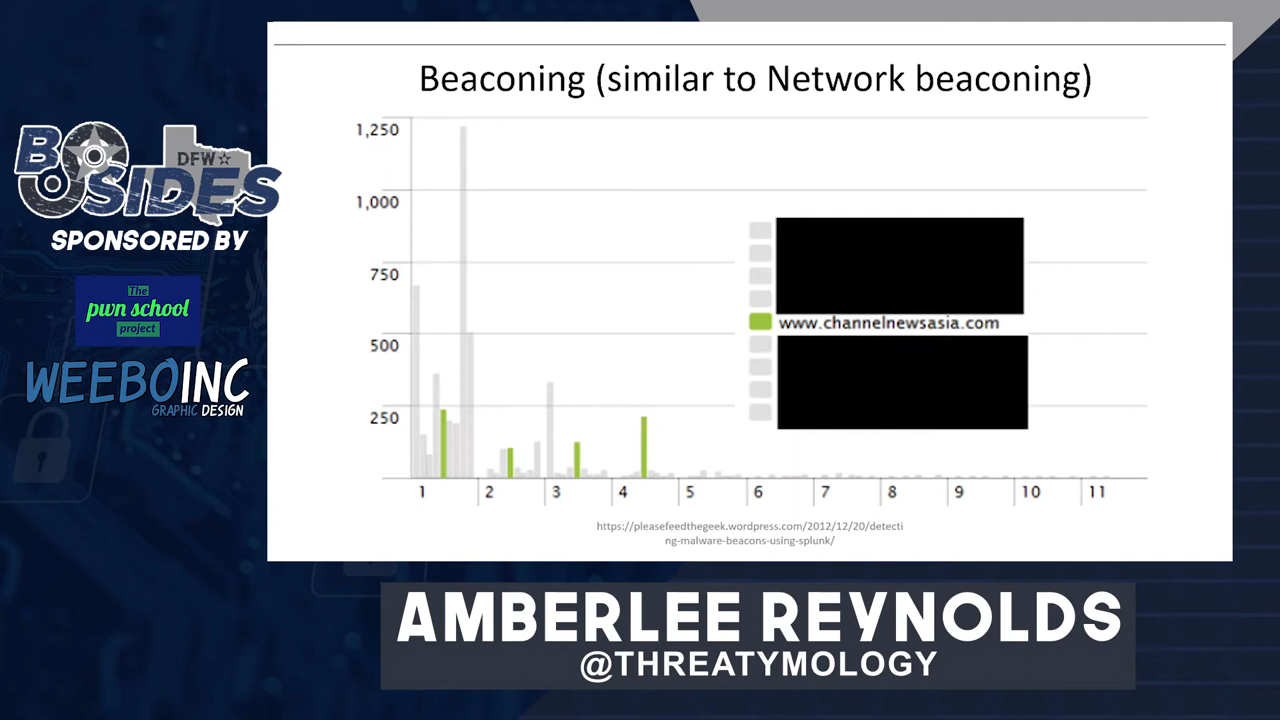 Beaconing (similar to Network beaconing)
1,250
1,000
750
500
250
www.channelnewsasia.com
1 2 3 4 5 6 7 8 9 10 11
https://pleasefeedthegeek.wordpress.com/2012/12/20/detecti
ng-malware-beacons-using-splunk/
BSIDES
DFW
SPONSORED BY
The
pwn school
project
WEEBOINC
GRAPHIC DESIGN
AMBERLEE REYNOLDS
@THREATYMOLOGY